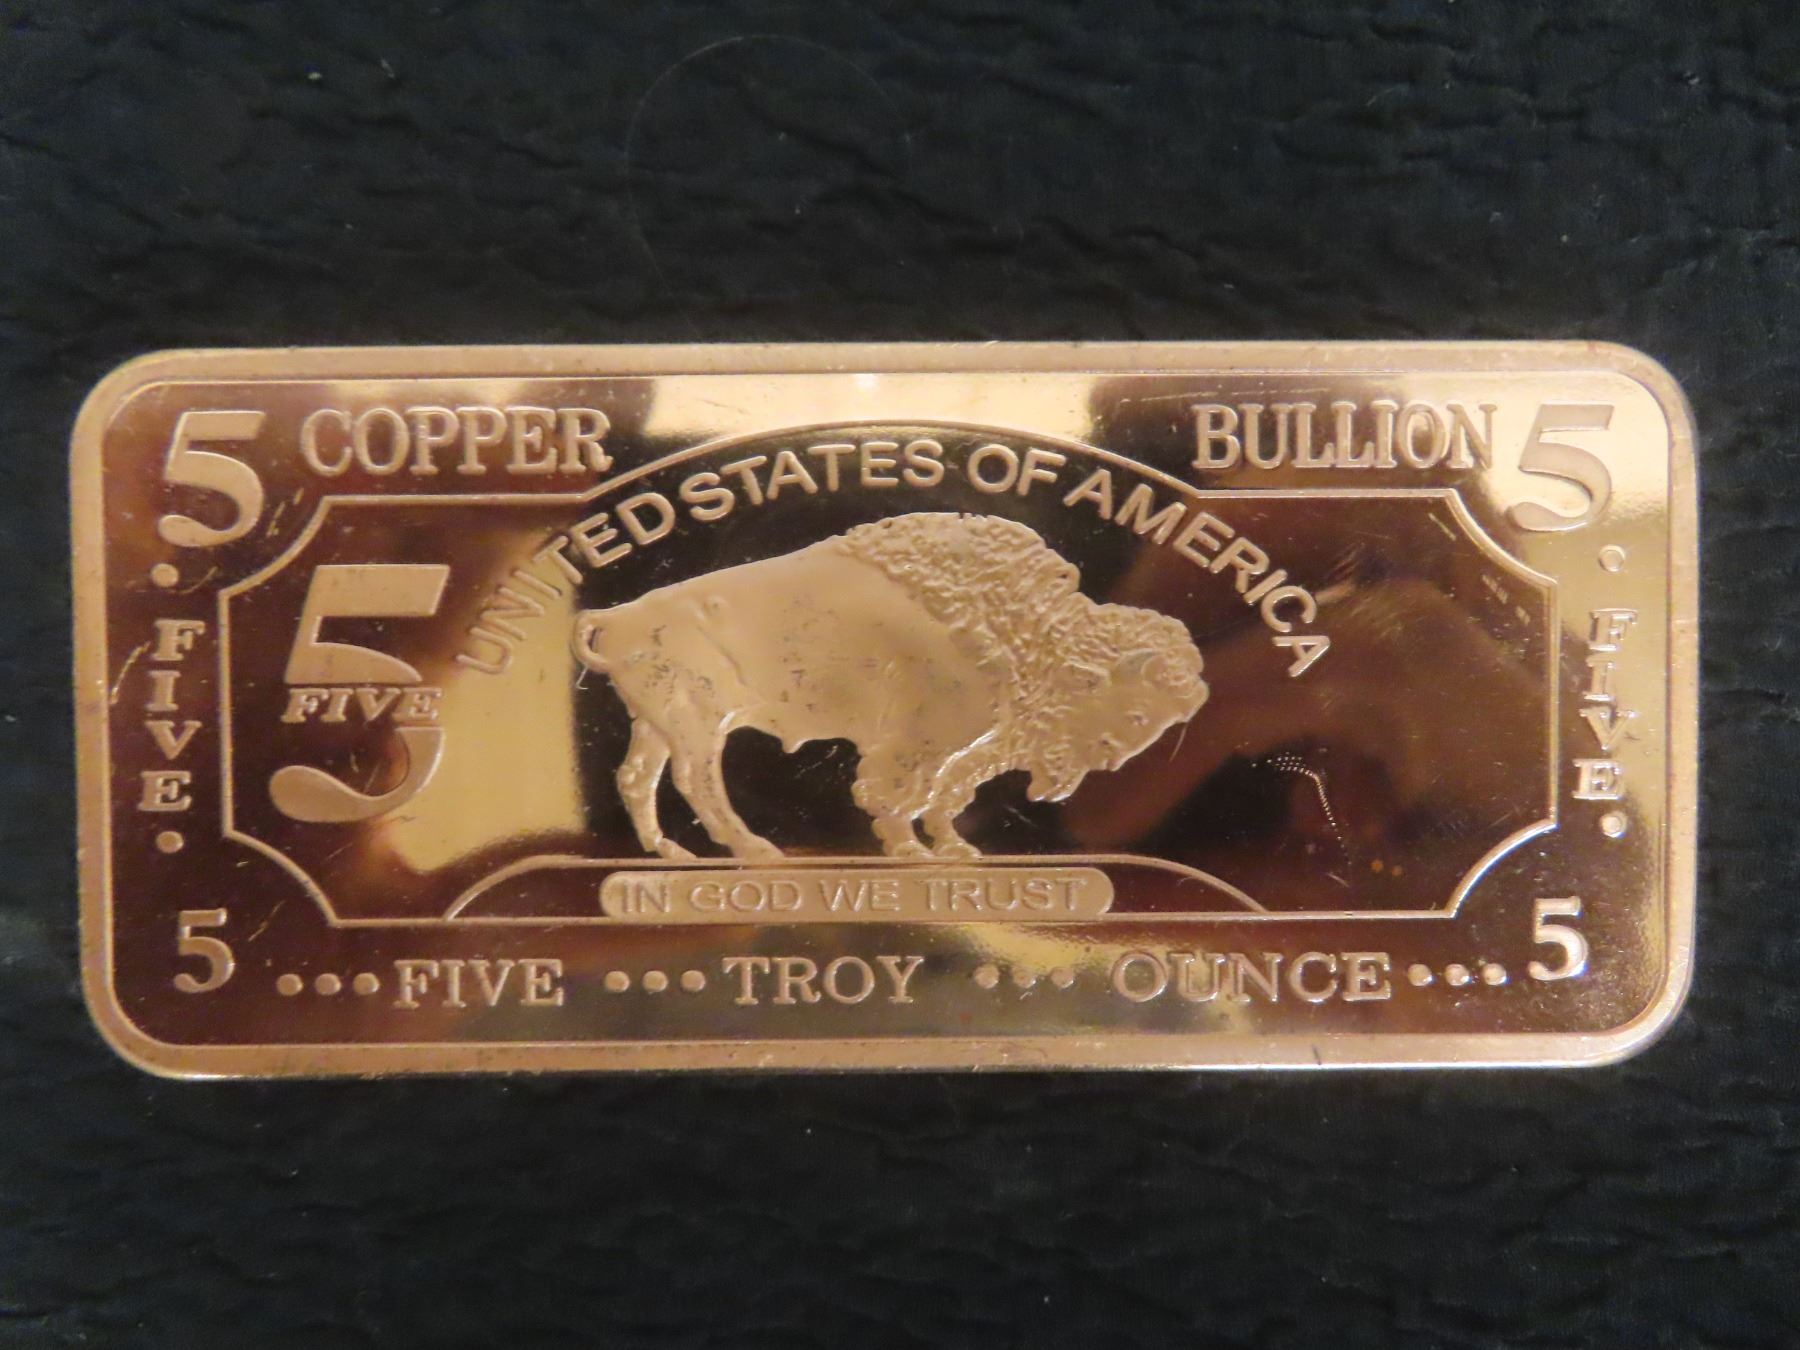 5 COPPER BULLION 5
UNITED STATES OF AMERICA
5
FIVE
FIVE
FIVE
IN GOD WE TRUST
5 ...FIVE ...TROY ...OUNCE... 5